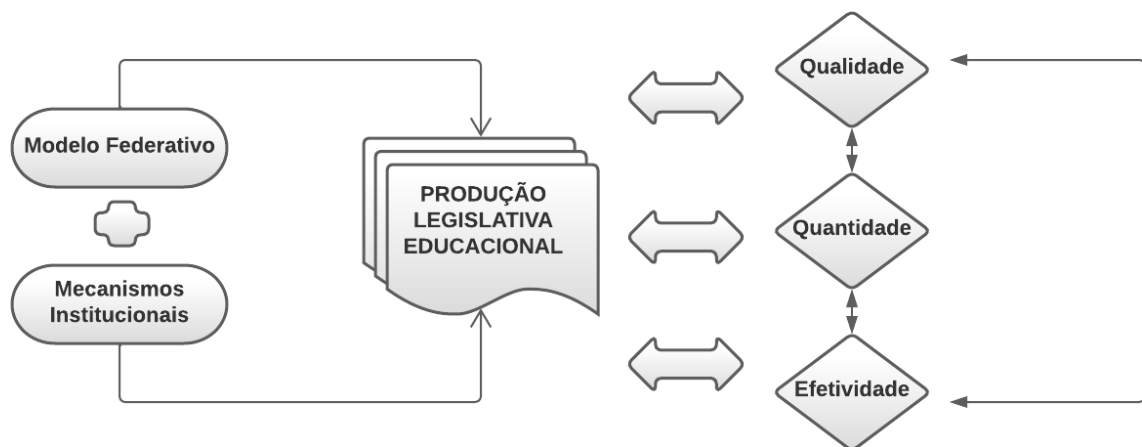 Modelo Federativo
Mecanismos
Institucionais
PRODUÇÃO
LEGISLATIVA
EDUCACIONAL
Qualidade
Quantidade
Efetividade